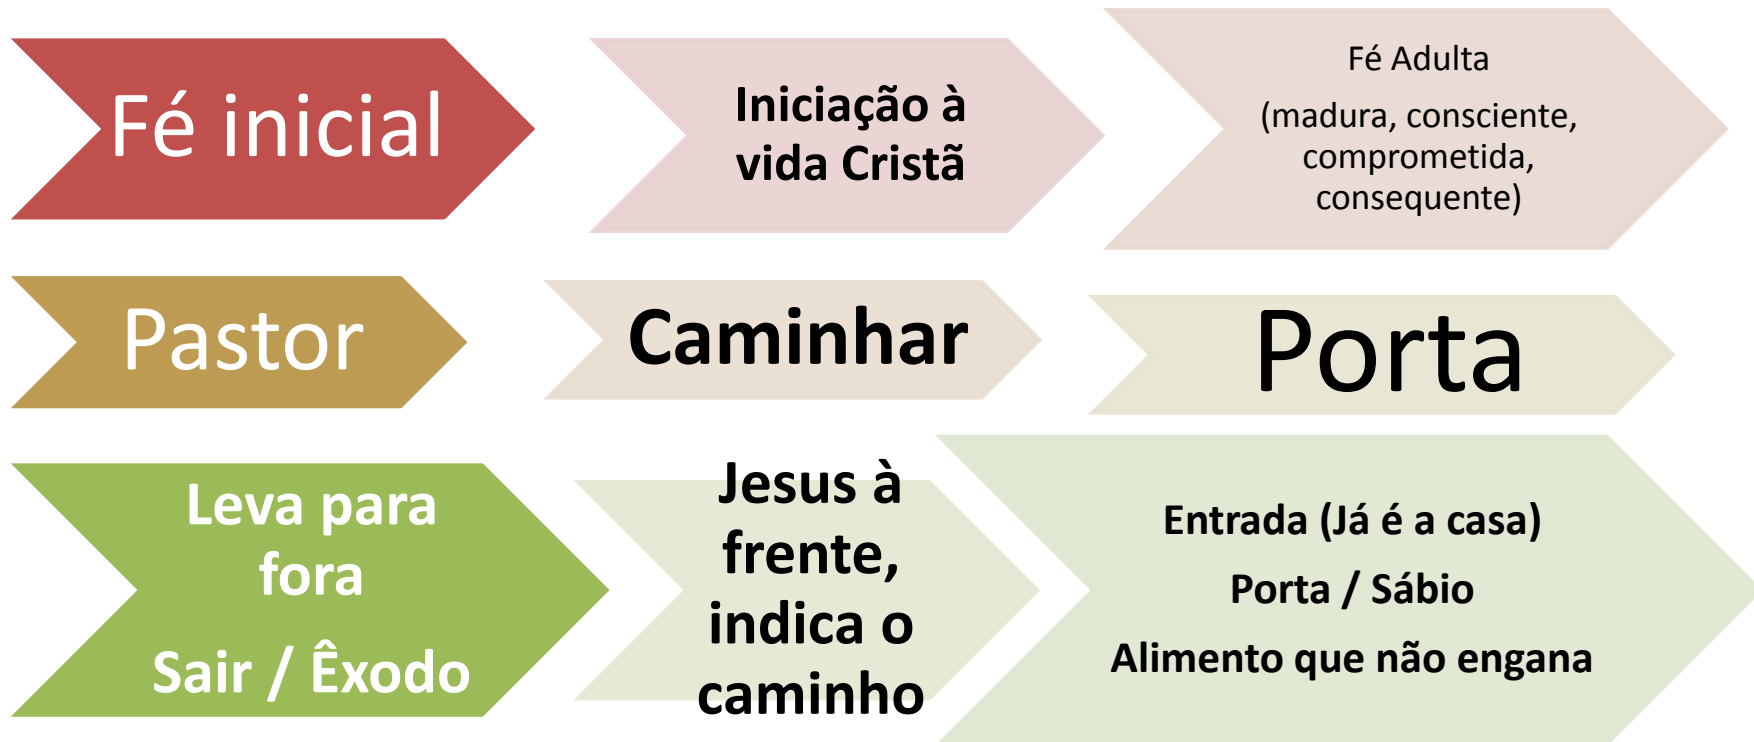 Fé inicial
Iniciação à
vida Cristã
Fé Adulta
(madura, consciente,
comprometida,
consequente)
Pastor
Caminhar
Porta
Leva para
fora
Sair / Êxodo
Jesus à
frente,
indica o
caminho
Entrada (Já é a casa)
Porta / Sábio
Alimento que não engana